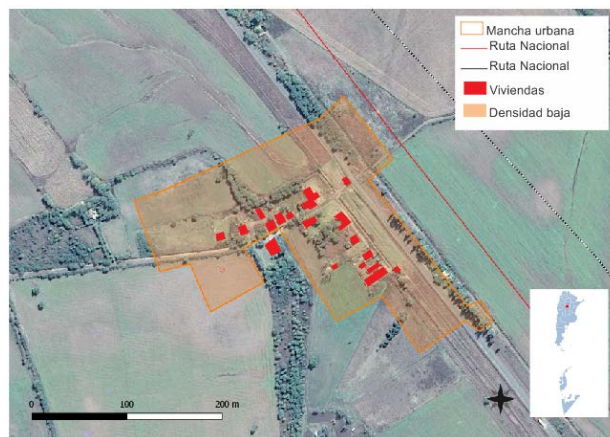 Mancha urbana
Ruta Nacional
Ruta Nacional
Viviendas
Densidad baja
0 100 200 m